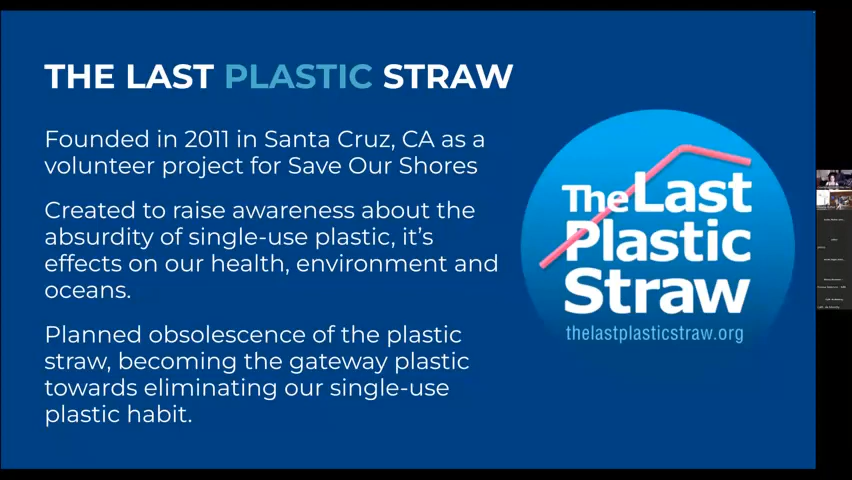 THE LAST PLASTIC STRAW
Founded in 2011 in Santa Cruz, CA as a
volunteer project for Save Our Shores
Created to raise awareness about the
absurdity of single-use plastic, it's
effects on our health, environment and
oceans.
Planned obsolescence of the plastic
straw, becoming the gateway plastic
towards eliminating our single-use
plastic habit.
The Last
Plastic
Straw
thelastplasticstraw.org